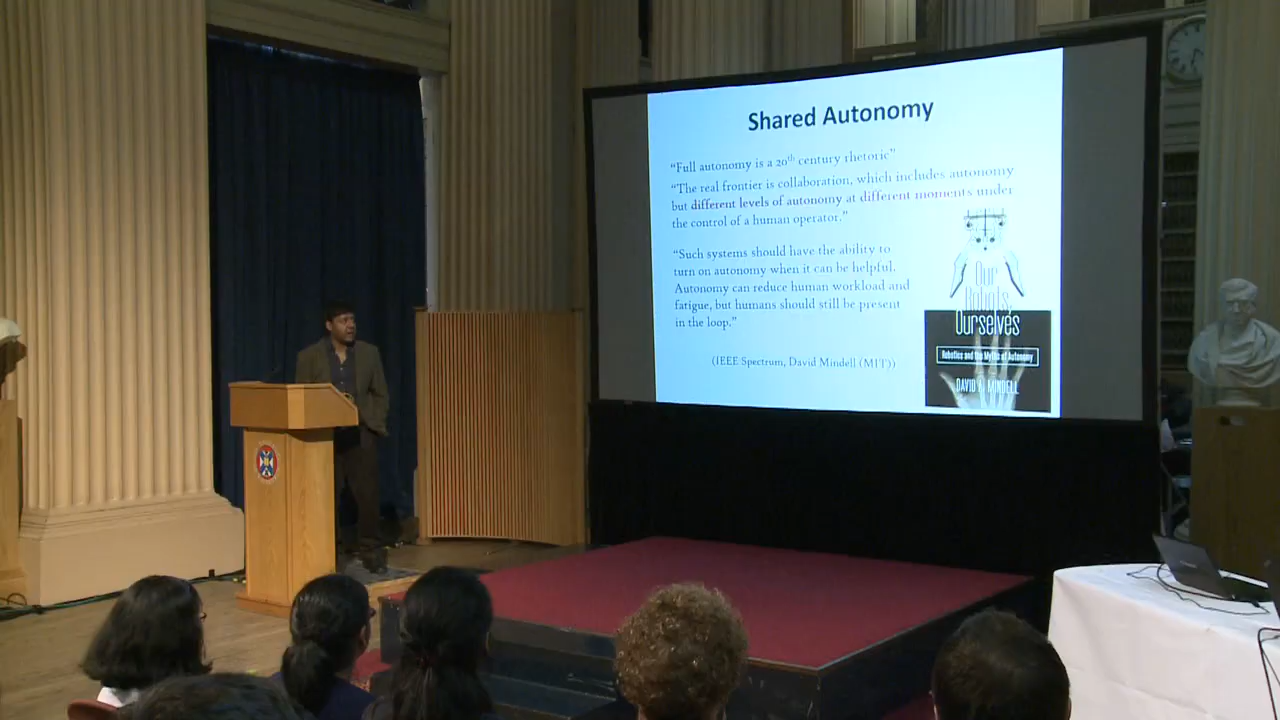 Shared Autonomy
“Full autonomy is a 20th century rhetoric”
“The real frontier is collaboration, which includes autonomy
but different levels of autonomy at different moments under
the control of a human operator.”
“Such systems should have the ability to
turn on autonomy when it can be helpful.
Autonomy can reduce human workload and
fatigue, but humans should still be present
in the loop.”
(IEEE Spectrum, David Mindell (MIT))
Our
Robots,
Ourselves
Robotics and the Myths of Autonomy
DAVID A. MINDELL